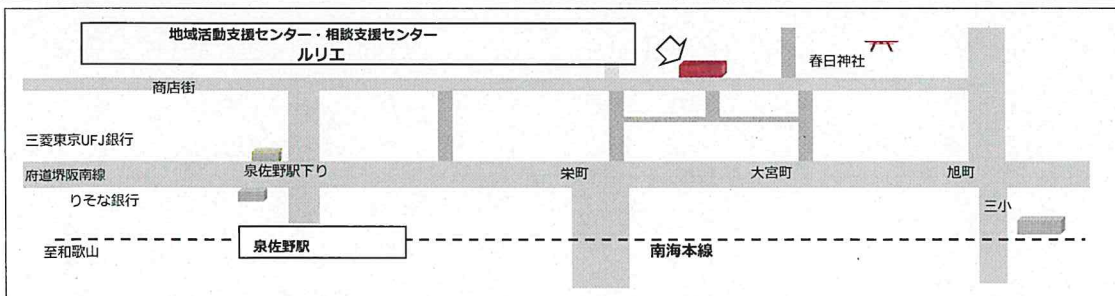 地域活動支援センター・相談支援センター
ルリエ
春日神社
商店街
三菱東京UFJ銀行
泉佐野駅下り
栄町
大宮町
旭町
府道堺阪南線
りそな銀行
三小
泉佐野駅
至和歌山
南海本線